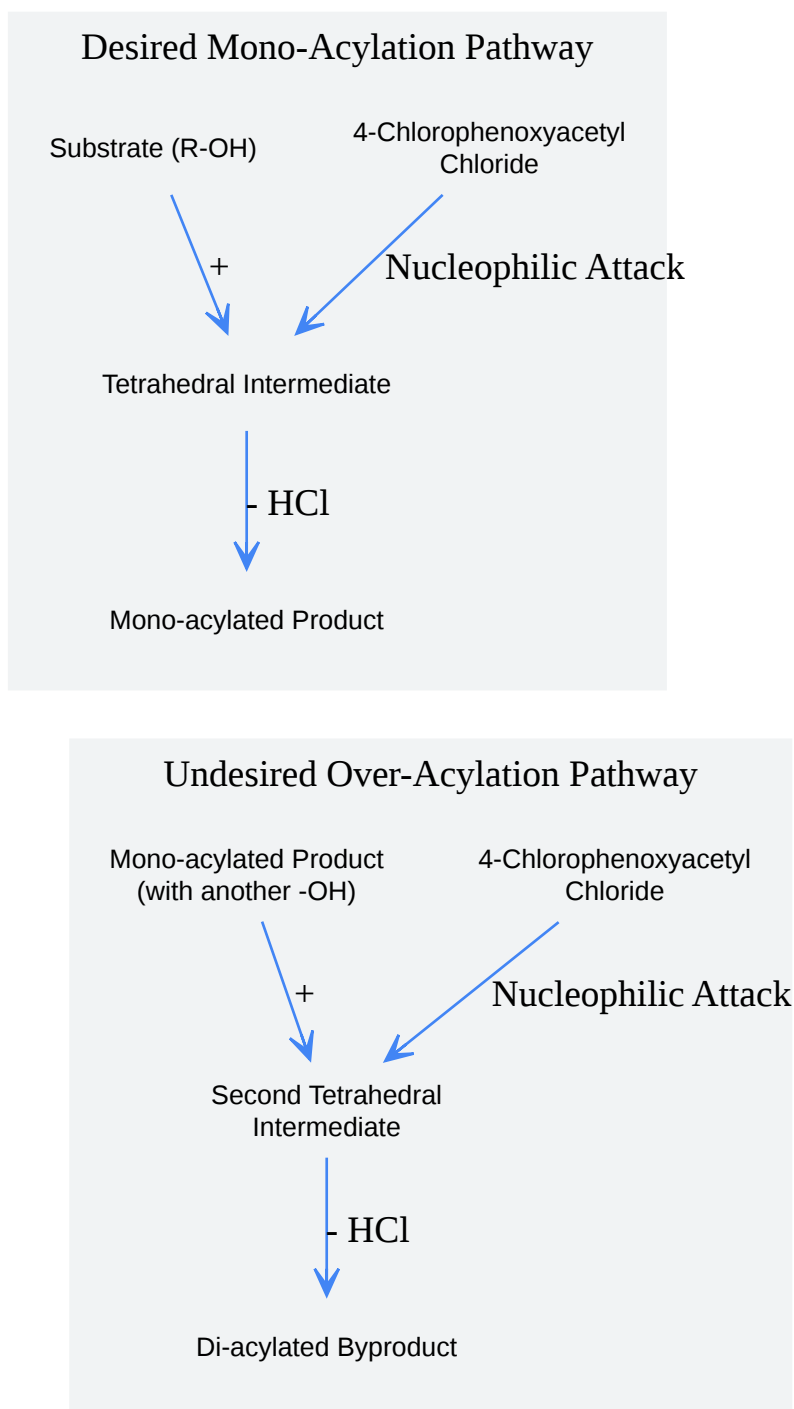 Desired Mono-Acylation Pathway
Substrate (R-OH)
4-Chlorophenoxyacetyl
Chloride
+
Nucleophilic Attack
Tetrahedral Intermediate
- HCl
Mono-acylated Product
Undesired Over-Acylation Pathway
Mono-acylated Product
(with another -OH)
4-Chlorophenoxyacetyl
Chloride
+
Nucleophilic Attack
Second Tetrahedral
Intermediate
- HCl
Di-acylated Byproduct